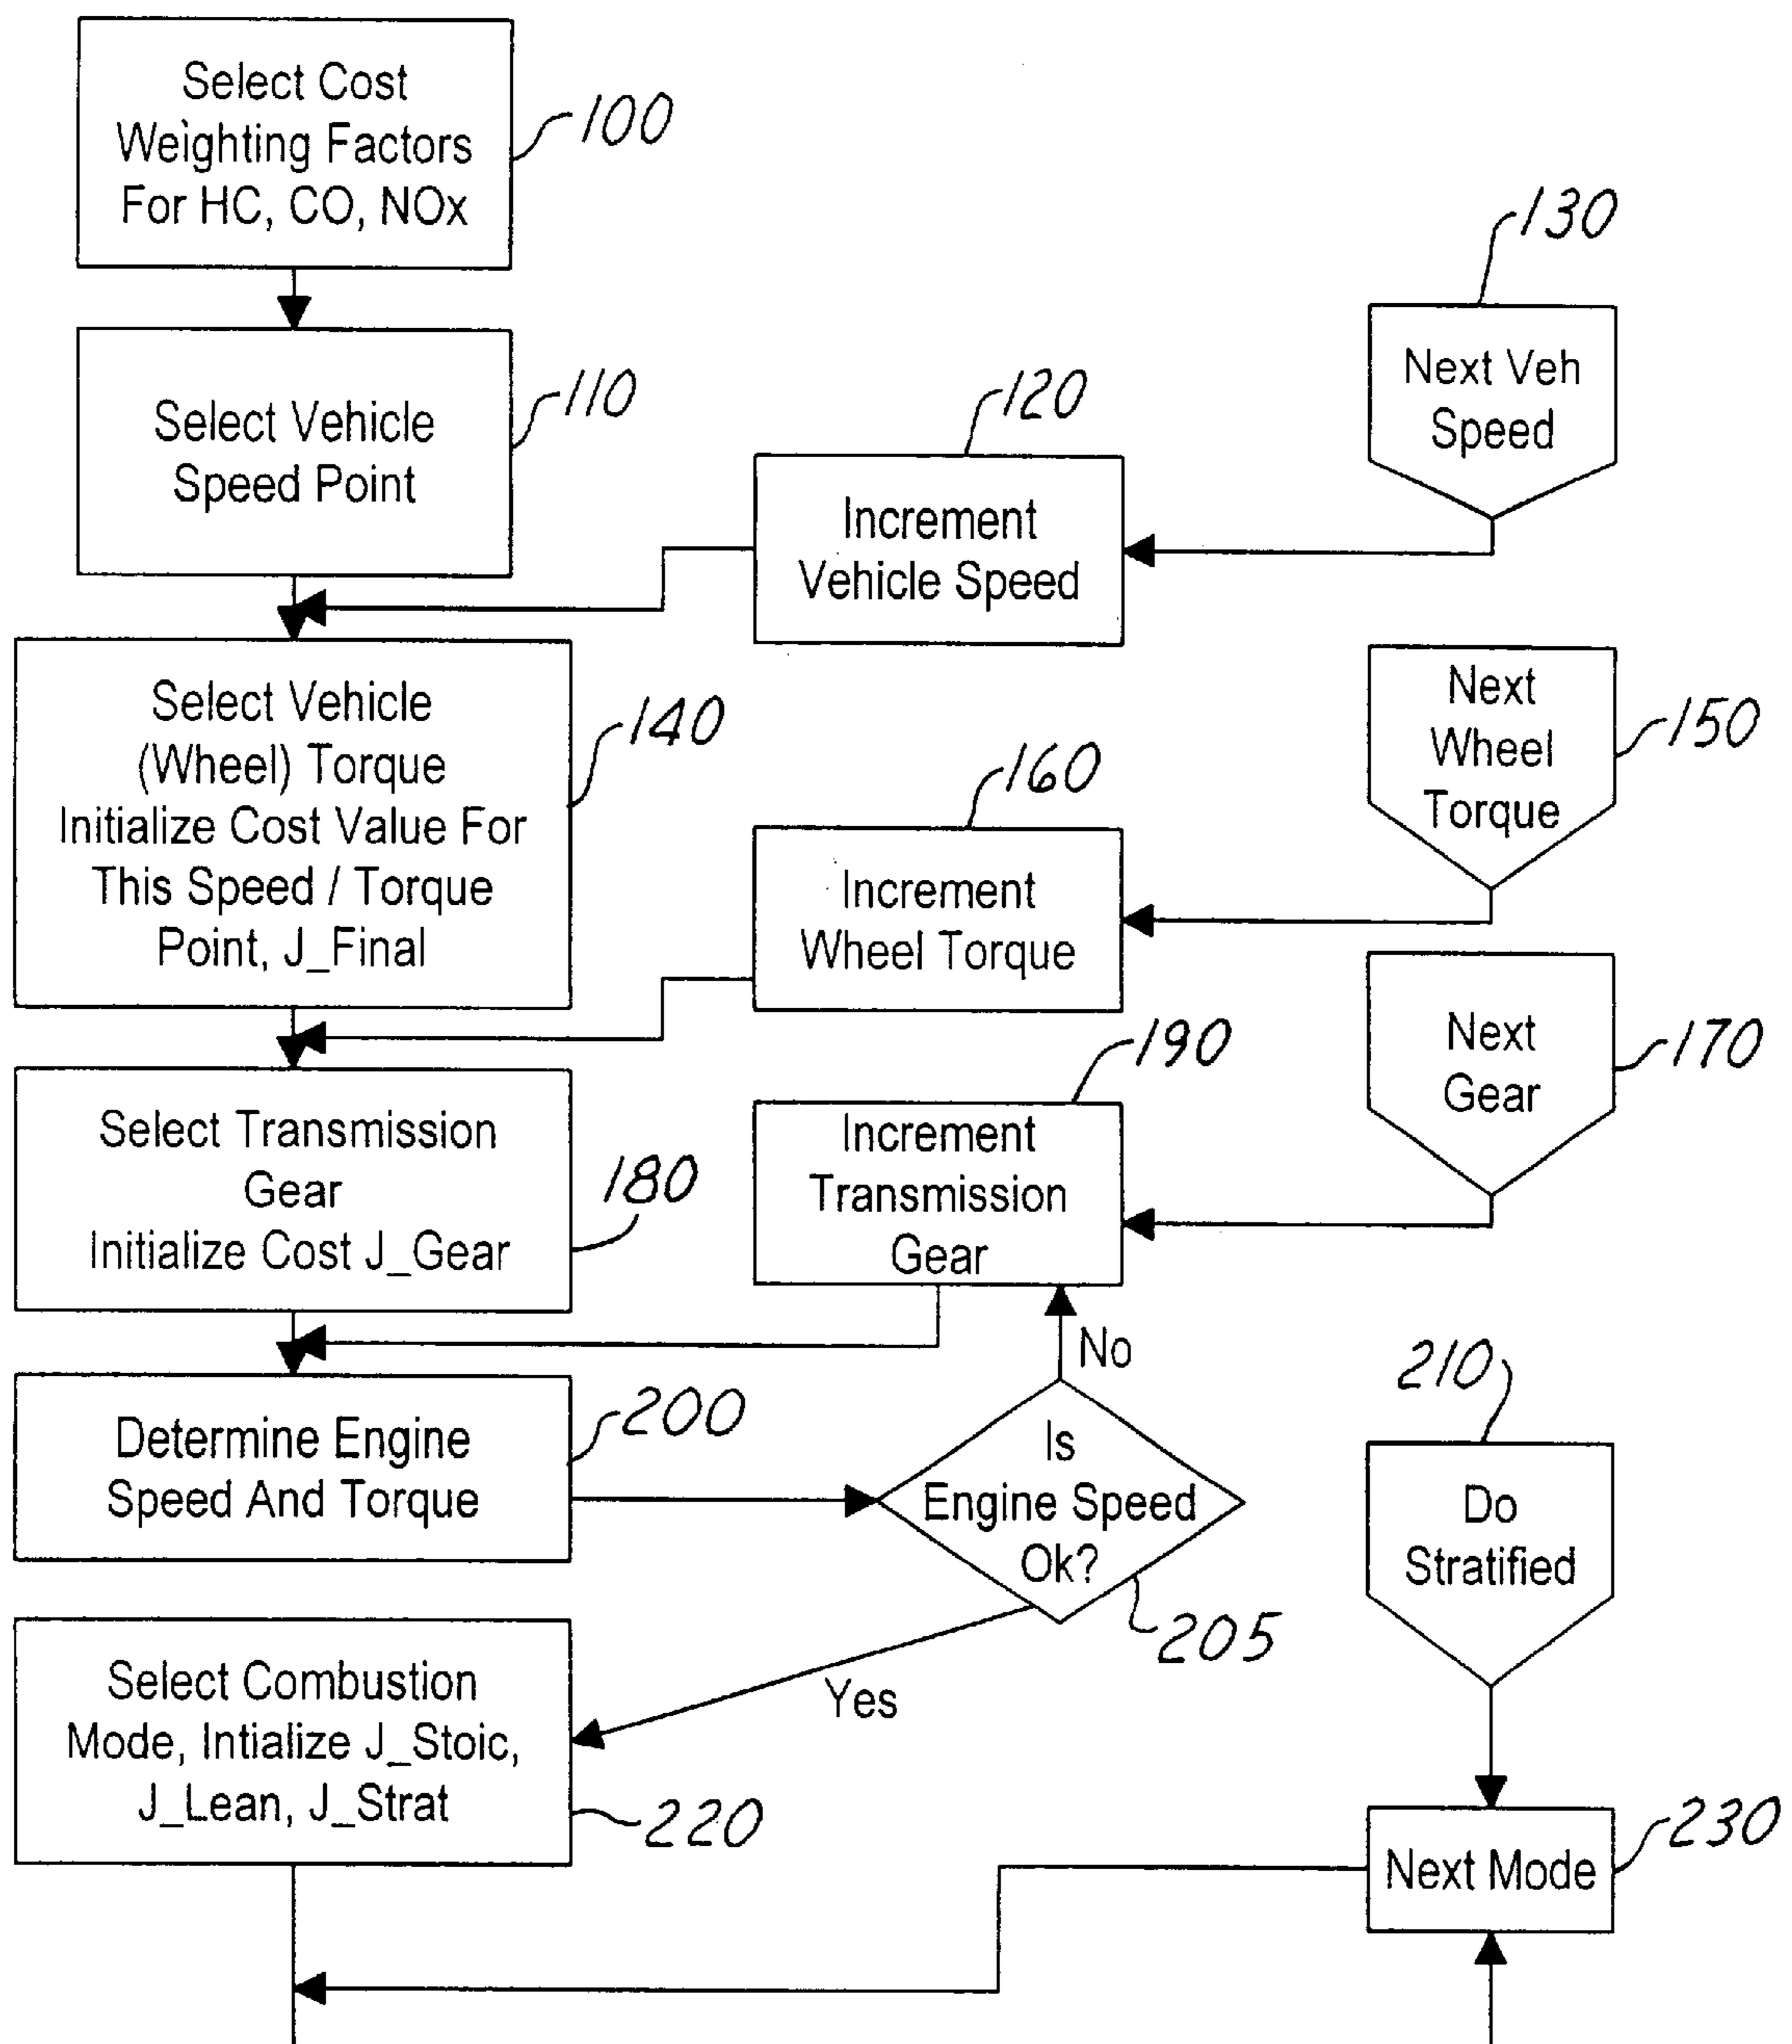 Select Cost
Weighting Factors
For HC, CO, NOx
100
130
Next Veh
Speed
Select Vehicle
Speed Point
110
120
Increment
Vehicle Speed
Select Vehicle
(Wheel) Torque
Initialize Cost Value For
This Speed / Torque
Point, J_Final
140
Next
Wheel
Torque
150
160
Increment
Wheel Torque
Next
Gear
170
190
Increment
Transmission
Gear
Select Transmission
Gear
Initialize Cost J_Gear
180
No
Determine Engine
Speed And Torque
200
Is
Engine Speed
Ok?
205
210
Do
Stratified
Yes
Select Combustion
Mode, Intialize J_Stoic,
J_Lean, J_Strat
220
Next Mode
230